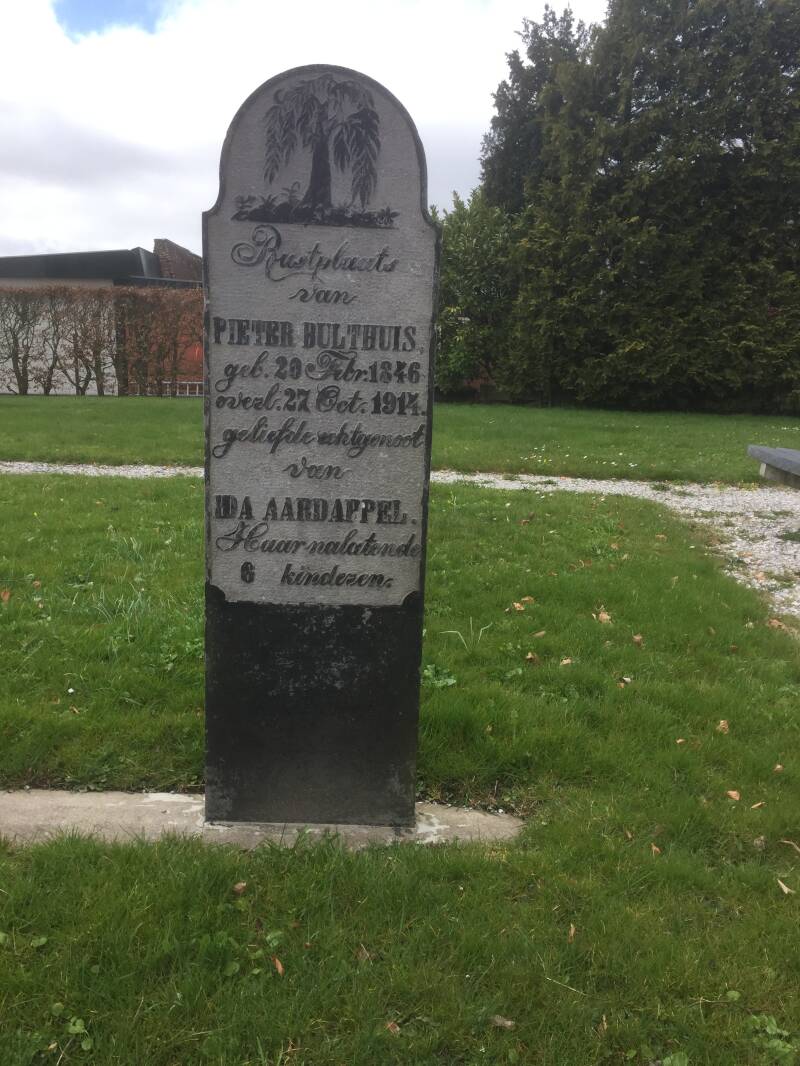 Rustplaats
van
PIETER BULTHUIS,
geb. 20 Febr. 1846
overl. 27 Oct. 1914.
geliefde echtgenoot
van
IDA AARDAPPEL.
Haar nalatende
6 kinderen.